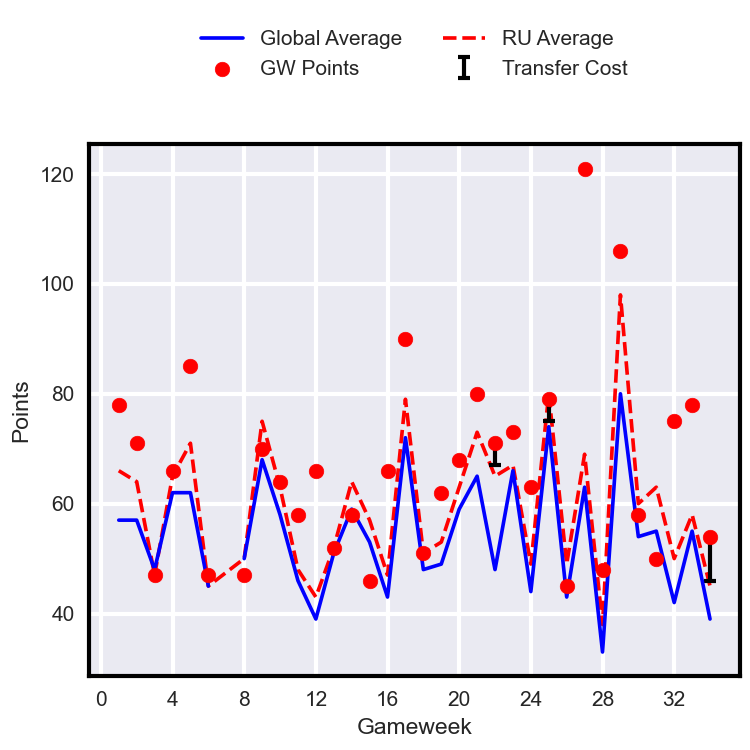 Global Average RU Average
GW Points Transfer Cost
120
100
80
60
40
Points
0 4 8 12 16 20 24 28 32
Gameweek